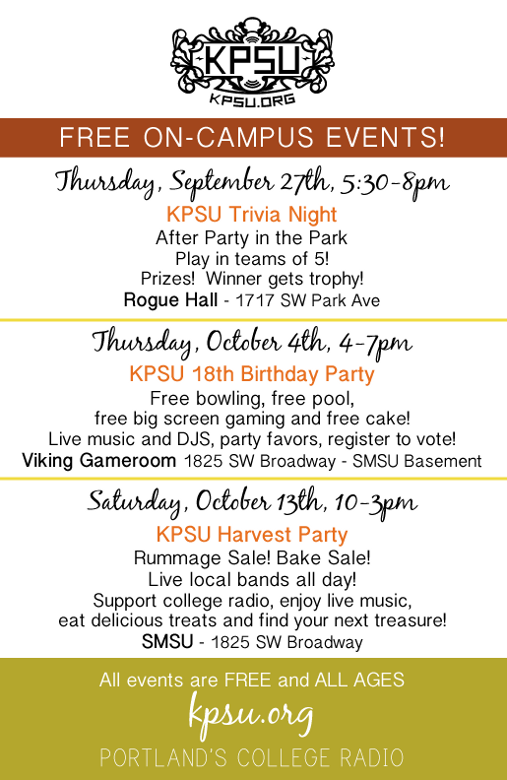 KPSU
KPSU.ORG
FREE ON-CAMPUS EVENTS!
Thursday, September 27th, 5:30-8pm
KPSU Trivia Night
After Party in the Park
Play in teams of 5!
Prizes!  Winner gets trophy!
Rogue Hall - 1717 SW Park Ave
Thursday, October 4th, 4-7pm
KPSU 18th Birthday Party
Free bowling, free pool,
free big screen gaming and free cake!
Live music and DJS, party favors, register to vote!
Viking Gameroom 1825 SW Broadway - SMSU Basement
Saturday, October 13th, 10-3pm
KPSU Harvest Party
Rummage Sale! Bake Sale!
Live local bands all day!
Support college radio, enjoy live music,
eat delicious treats and find your next treasure!
SMSU - 1825 SW Broadway
All events are FREE and ALL AGES
kpsu.org
PORTLAND'S COLLEGE RADIO